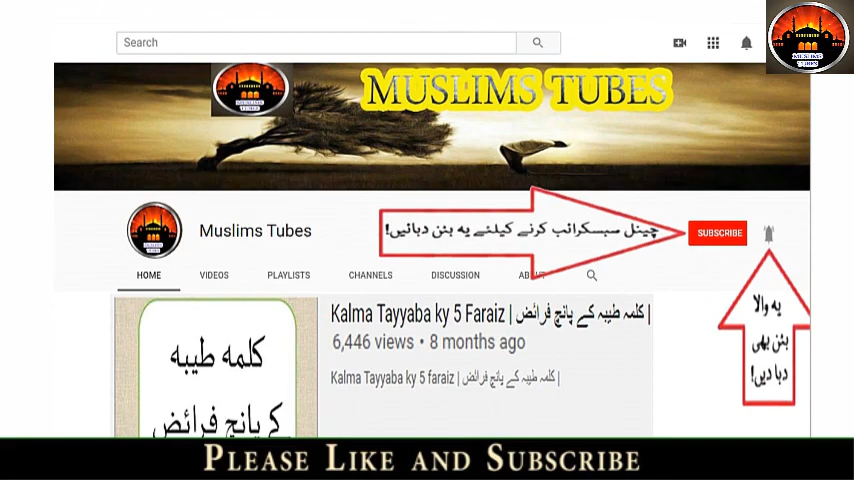 Search
MUSLIMS TUBES
MUSLIMS TUBES
Muslims Tubes
چینل سبسکرائب کرنے کیلئے یہ بٹن دبائیں!
SUBSCRIBE
HOME VIDEOS PLAYLISTS CHANNELS DISCUSSION ABOUT
یہ والا
بٹن بھی
دبا دیں!
Kalma Tayyaba ky 5 Faraiz | کلمہ طیبہ کے پانچ فرائض |
6,446 views • 8 months ago
Kalma Tayyaba ky 5 faraiz | کلمہ طیبہ کے پانچ فرائض |
کلمہ طیبہ
کے پانچ فرائض
PLEASE LIKE AND SUBSCRIBE